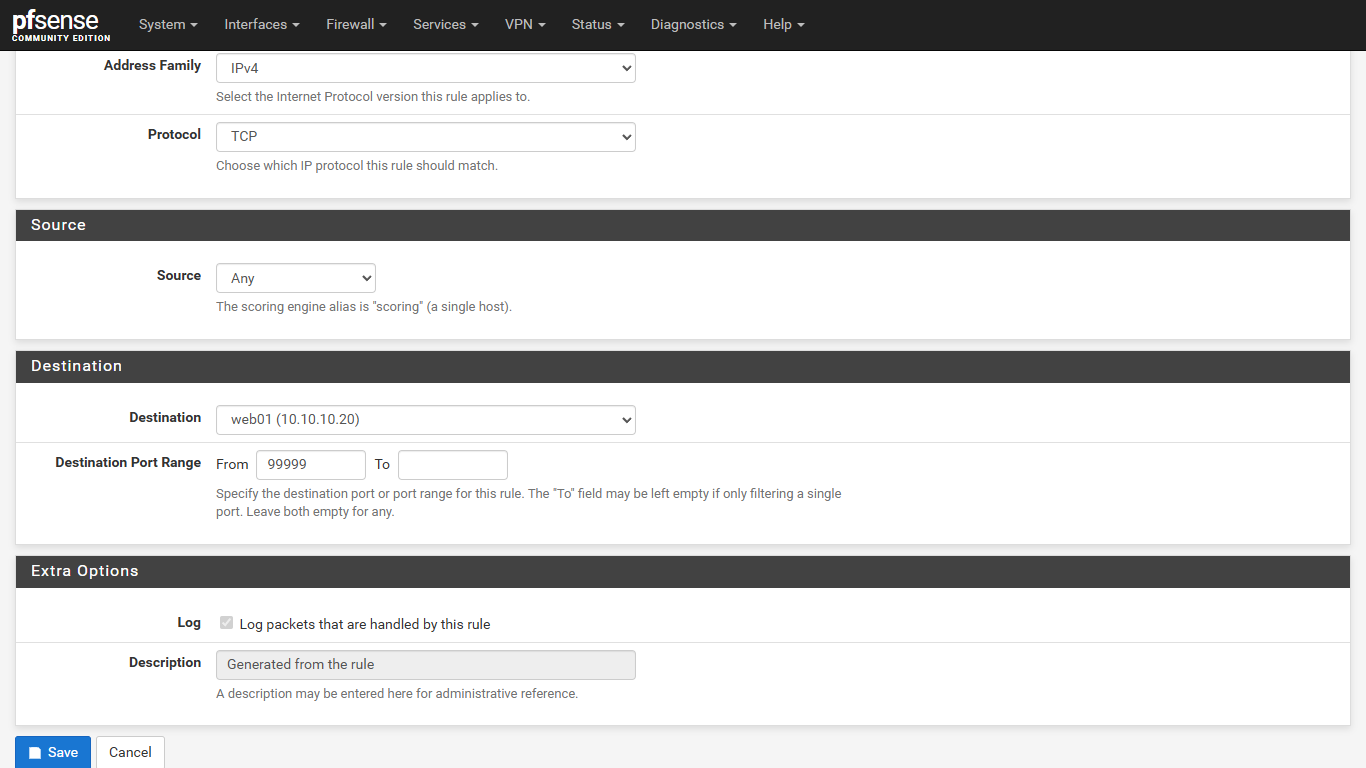 pfsense
COMMUNITY EDITION
System Interfaces Firewall Services VPN Status Diagnostics Help
Address Family IPv4
Select the Internet Protocol version this rule applies to.
Protocol TCP
Choose which IP protocol this rule should match.
Source
Source Any
The scoring engine alias is "scoring" (a single host).
Destination
Destination web01 (10.10.10.20)
Destination Port Range From 99999 To
Specify the destination port or port range for this rule. The "To" field may be left empty if only filtering a single
port. Leave both empty for any.
Extra Options
Log Log packets that are handled by this rule
Description Generated from the rule
A description may be entered here for administrative reference.
Save Cancel